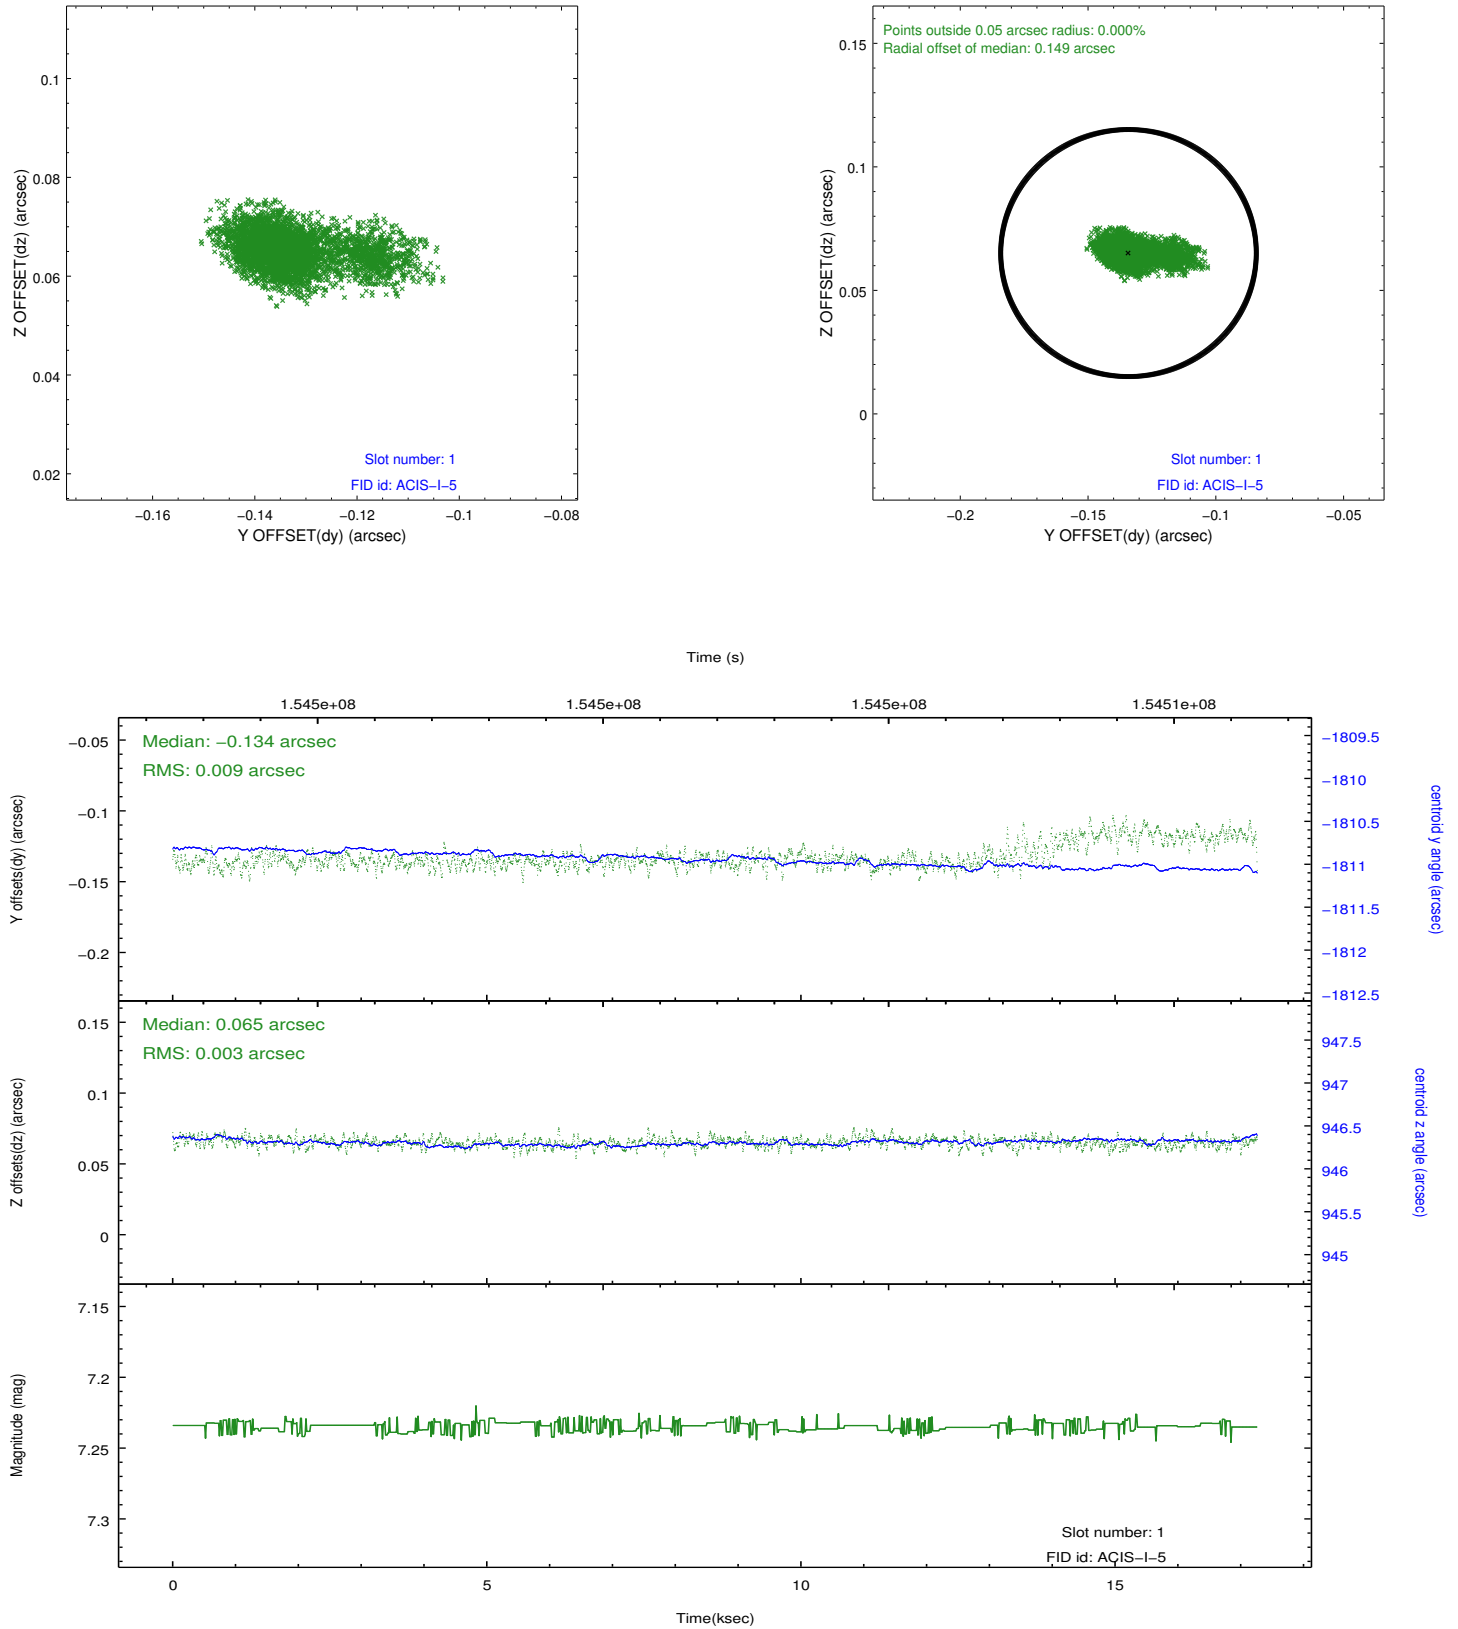 0.1
0.08
0.06
0.04
0.02
Z OFFSET(dz) (arcsec)
Slot number: 1
FID id: ACIS−I−5
−0.16 −0.14 −0.12 −0.1 −0.08
Y OFFSET(dy) (arcsec)
Points outside 0.05 arcsec radius: 0.000%
Radial offset of median: 0.149 arcsec
0.15
0.1
0.05
0
Z OFFSET(dz) (arcsec)
Slot number: 1
FID id: ACIS−I−5
−0.2 −0.15 −0.1 −0.05
Y OFFSET(dy) (arcsec)
Time (s)
1.545e+08 1.545e+08 1.545e+08 1.5451e+08
Median: −0.134 arcsec
RMS: 0.009 arcsec
−0.05
−0.1
−0.15
−0.2
Y offsets(dy) (arcsec)
−1809.5
−1810
−1810.5
−1811
−1811.5
−1812
−1812.5
centroid y angle (arcsec)
Median: 0.065 arcsec
RMS: 0.003 arcsec
0.15
0.1
0.05
0
Z offsets(dz) (arcsec)
947.5
947
946.5
946
945.5
945
centroid z angle (arcsec)
7.15
7.2
7.25
7.3
Magnitude (mag)
Slot number: 1
FID id: ACIS−I−5
0 5 10 15
Time(ksec)